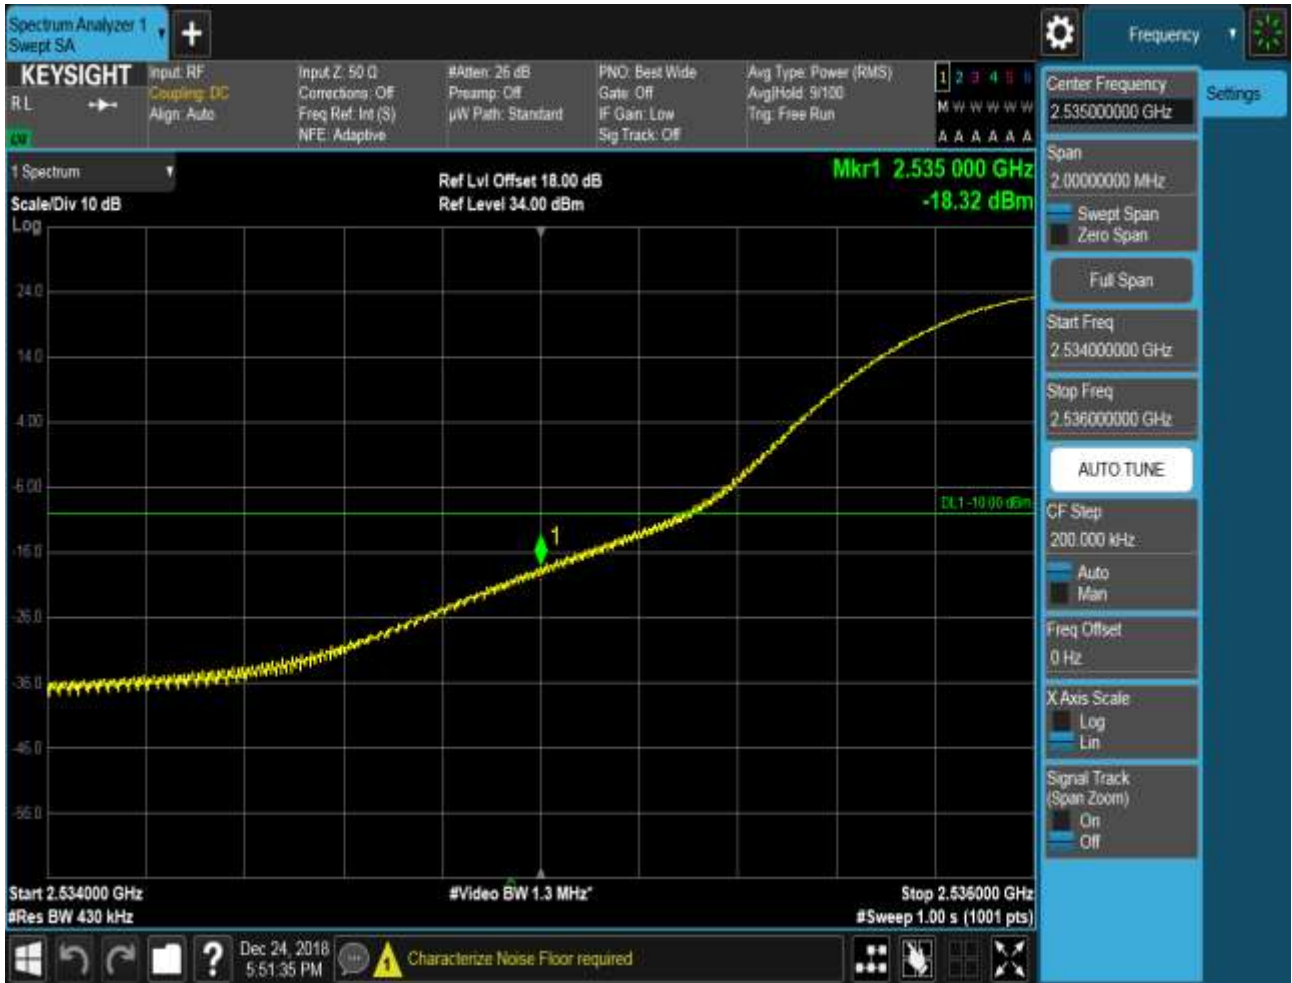 Spectrum Analyzer 1
Swept SA
Frequency
KEYSIGHT
RL
Input: RF
Coupling: DC
Align: Auto
Input Z: 50 Ω
Corrections: Off
Freq Ref: Int (S)
NFE: Adaptive
#Atten: 26 dB
Preamp: Off
µW Path: Standard
PNO: Best Wide
Gate: Off
IF Gain: Low
Sig Track: Off
Avg Type: Power (RMS)
Avg|Hold: 9/100
Trig: Free Run
1 2 3 4 5 6
M W W W W W
A A A A A A
1 Spectrum
Scale/Div 10 dB
Log
Ref Lvl Offset 18.00 dB
Ref Level 34.00 dBm
Mkr1 2.535 000 GHz
-18.32 dBm
24.0
14.0
4.00
-6.00
-16.0
-26.0
-36.0
-46.0
-56.0
DL1 -10.00 dBm
1
Start 2.534000 GHz
#Res BW 430 kHz
#Video BW 1.3 MHz*
Stop 2.536000 GHz
#Sweep 1.00 s (1001 pts)
Center Frequency
2.535000000 GHz
Settings
Span
2.00000000 MHz
Swept Span
Zero Span
Full Span
Start Freq
2.534000000 GHz
Stop Freq
2.536000000 GHz
AUTO TUNE
CF Step
200.000 kHz
Auto
Man
Freq Offset
0 Hz
X Axis Scale
Log
Lin
Signal Track
(Span Zoom)
On
Off
?
Dec 24, 2018
5:51:35 PM
1
Characterize Noise Floor required